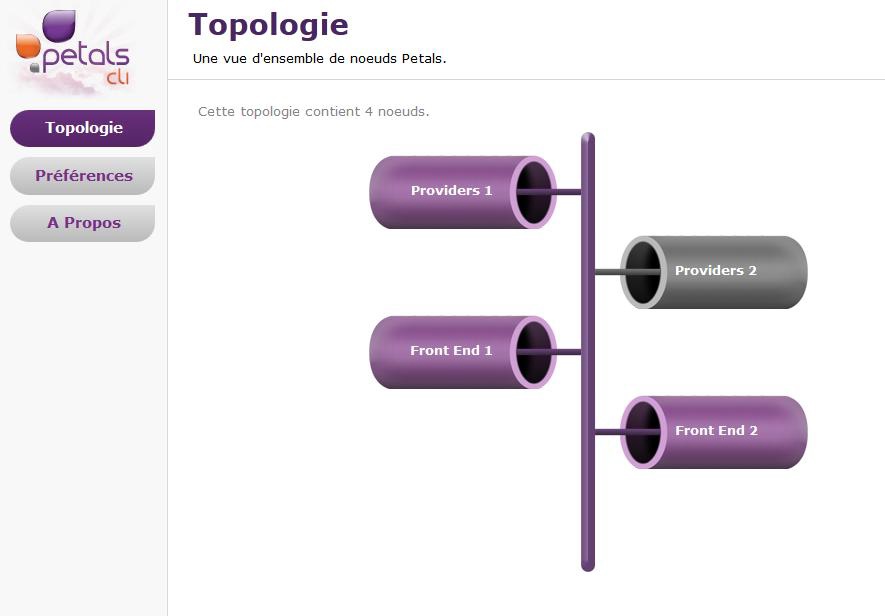 petals
cli
Topologie
Préférences
A Propos
Topologie
Une vue d'ensemble de noeuds Petals.
Cette topologie contient 4 noeuds.
Providers 1
Providers 2
Front End 1
Front End 2